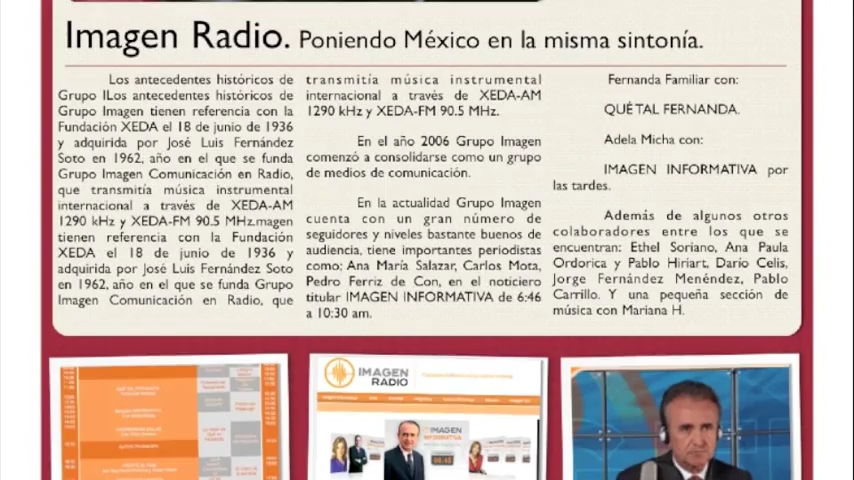 Imagen Radio. Poniendo México en la misma sintonía.
Los antecedentes históricos de
Grupo ILos antecedentes históricos de
Grupo Imagen tienen referencia con la
Fundación XEDA el 18 de junio de 1936
y adquirida por José Luis Fernández
Soto en 1962, año en el que se funda
Grupo Imagen Comunicación en Radio,
que transmitía música instrumental
internacional a través de XEDA-AM
1290 kHz y XEDA-FM 90.5 MHz.magen
tienen referencia con la Fundación
XEDA el 18 de junio de 1936 y
adquirida por José Luis Fernández Soto
en 1962, año en el que se funda Grupo
Imagen Comunicación en Radio, que
transmitía música instrumental
internacional a través de XEDA-AM
1290 kHz y XEDA-FM 90.5 MHz.
En el año 2006 Grupo Imagen
comenzó a consolidarse como un grupo
de medios de comunicación.
En la actualidad Grupo Imagen
cuenta con un gran número de
seguidores y niveles bastante buenos de
audiencia, tiene importantes periodistas
como; Ana María Salazar, Carlos Mota,
Pedro Ferriz de Con, en el noticiero
titular IMAGEN INFORMATIVA de 6:46
a 10:30 am.
Fernanda Familiar con:
QUÉ TAL FERNANDA.
Adela Micha con:
IMAGEN INFORMATIVA por
las tardes.
Además de algunos otros
colaboradores entre los que se
encuentran: Ethel Soriano, Ana Paula
Ordorica y Pablo Hiriart, Darío Celis,
Jorge Fernández Menéndez, Pablo
Carrillo. Y una pequeña sección de
música con Mariana H.
IMAGEN
RADIO
IMAGEN
INFORMATIVA